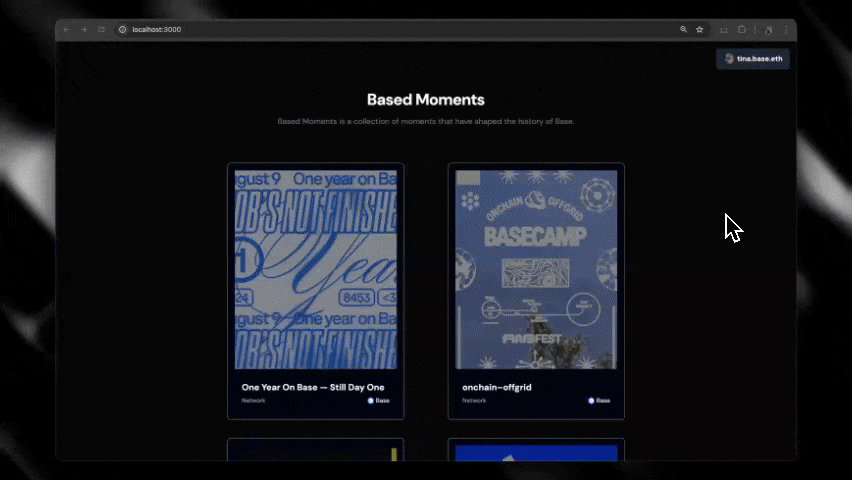 localhost:3000
tina.base.eth
Based Moments
Based Moments is a collection of moments that have shaped the history of Base.
gust 9 One year on Ba
OB'S NOT FINISHE
1 Year
24 8453 <3
gust 9 One year on Ba
OB'S NOT FINISHE
ONCHAIN OFFGRID
BASECAMP
One Year On Base — Still Day One
Network Base
onchain-offgrid
Network Base